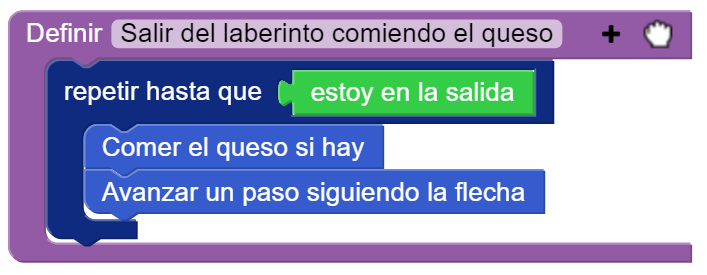 Definir Salir del laberinto comiendo el queso +
repetir hasta que estoy en la salida
Comer el queso si hay
Avanzar un paso siguiendo la flecha